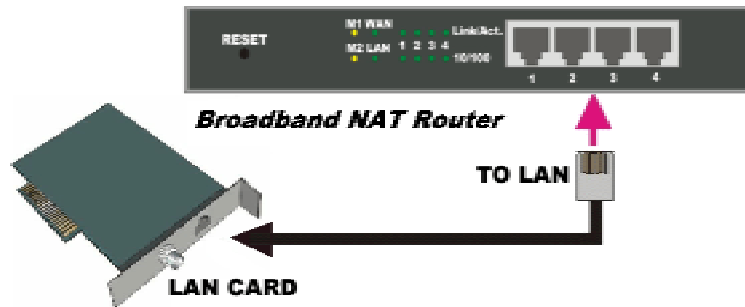 RESET
M1 WAN
M2 LAN
1 2 3 4
Link/Act.
10/100
1 2 3 4
Broadband NAT Router
TO LAN
LAN CARD